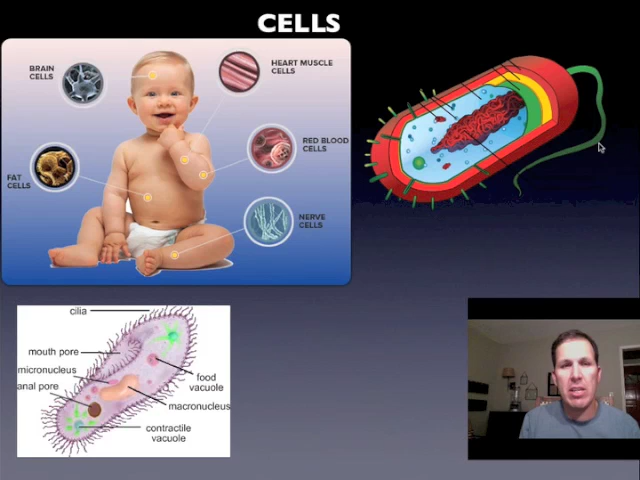 CELLS
BRAIN
CELLS
HEART MUSCLE
CELLS
RED BLOOD
CELLS
FAT
CELLS
NERVE
CELLS
cilia
mouth pore
micronucleus
anal pore
food
vacuole
macronucleus
contractile
vacuole